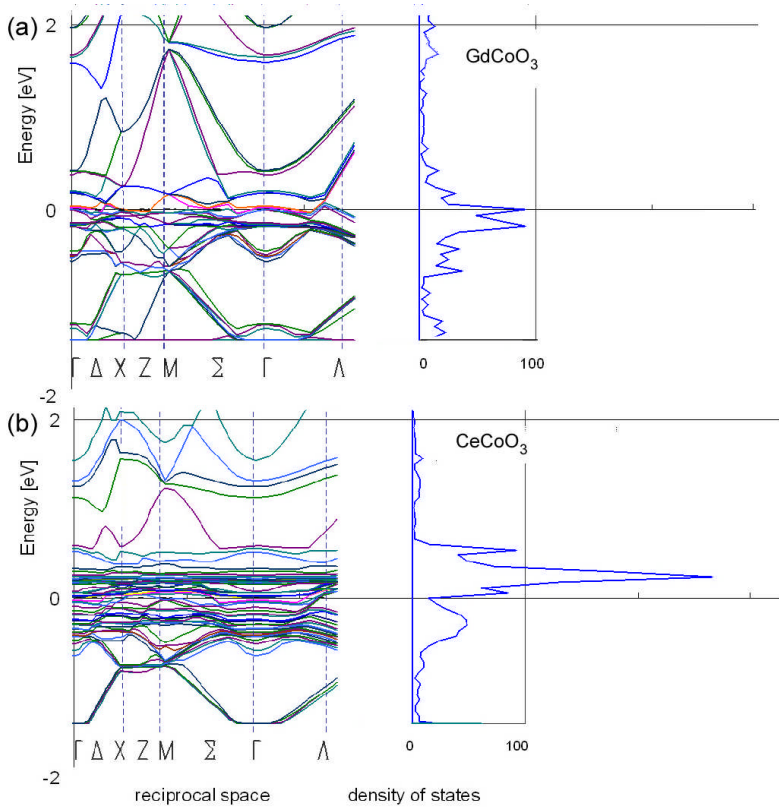 (a)
2
GdCoO3
Energy [eV]
0
0 100
Γ Δ X Z M Σ Γ Λ
-2
(b)
2
CeCoO3
Energy [eV]
0
0 100
Γ Δ X Z M Σ Γ Λ
-2
reciprocal space density of states